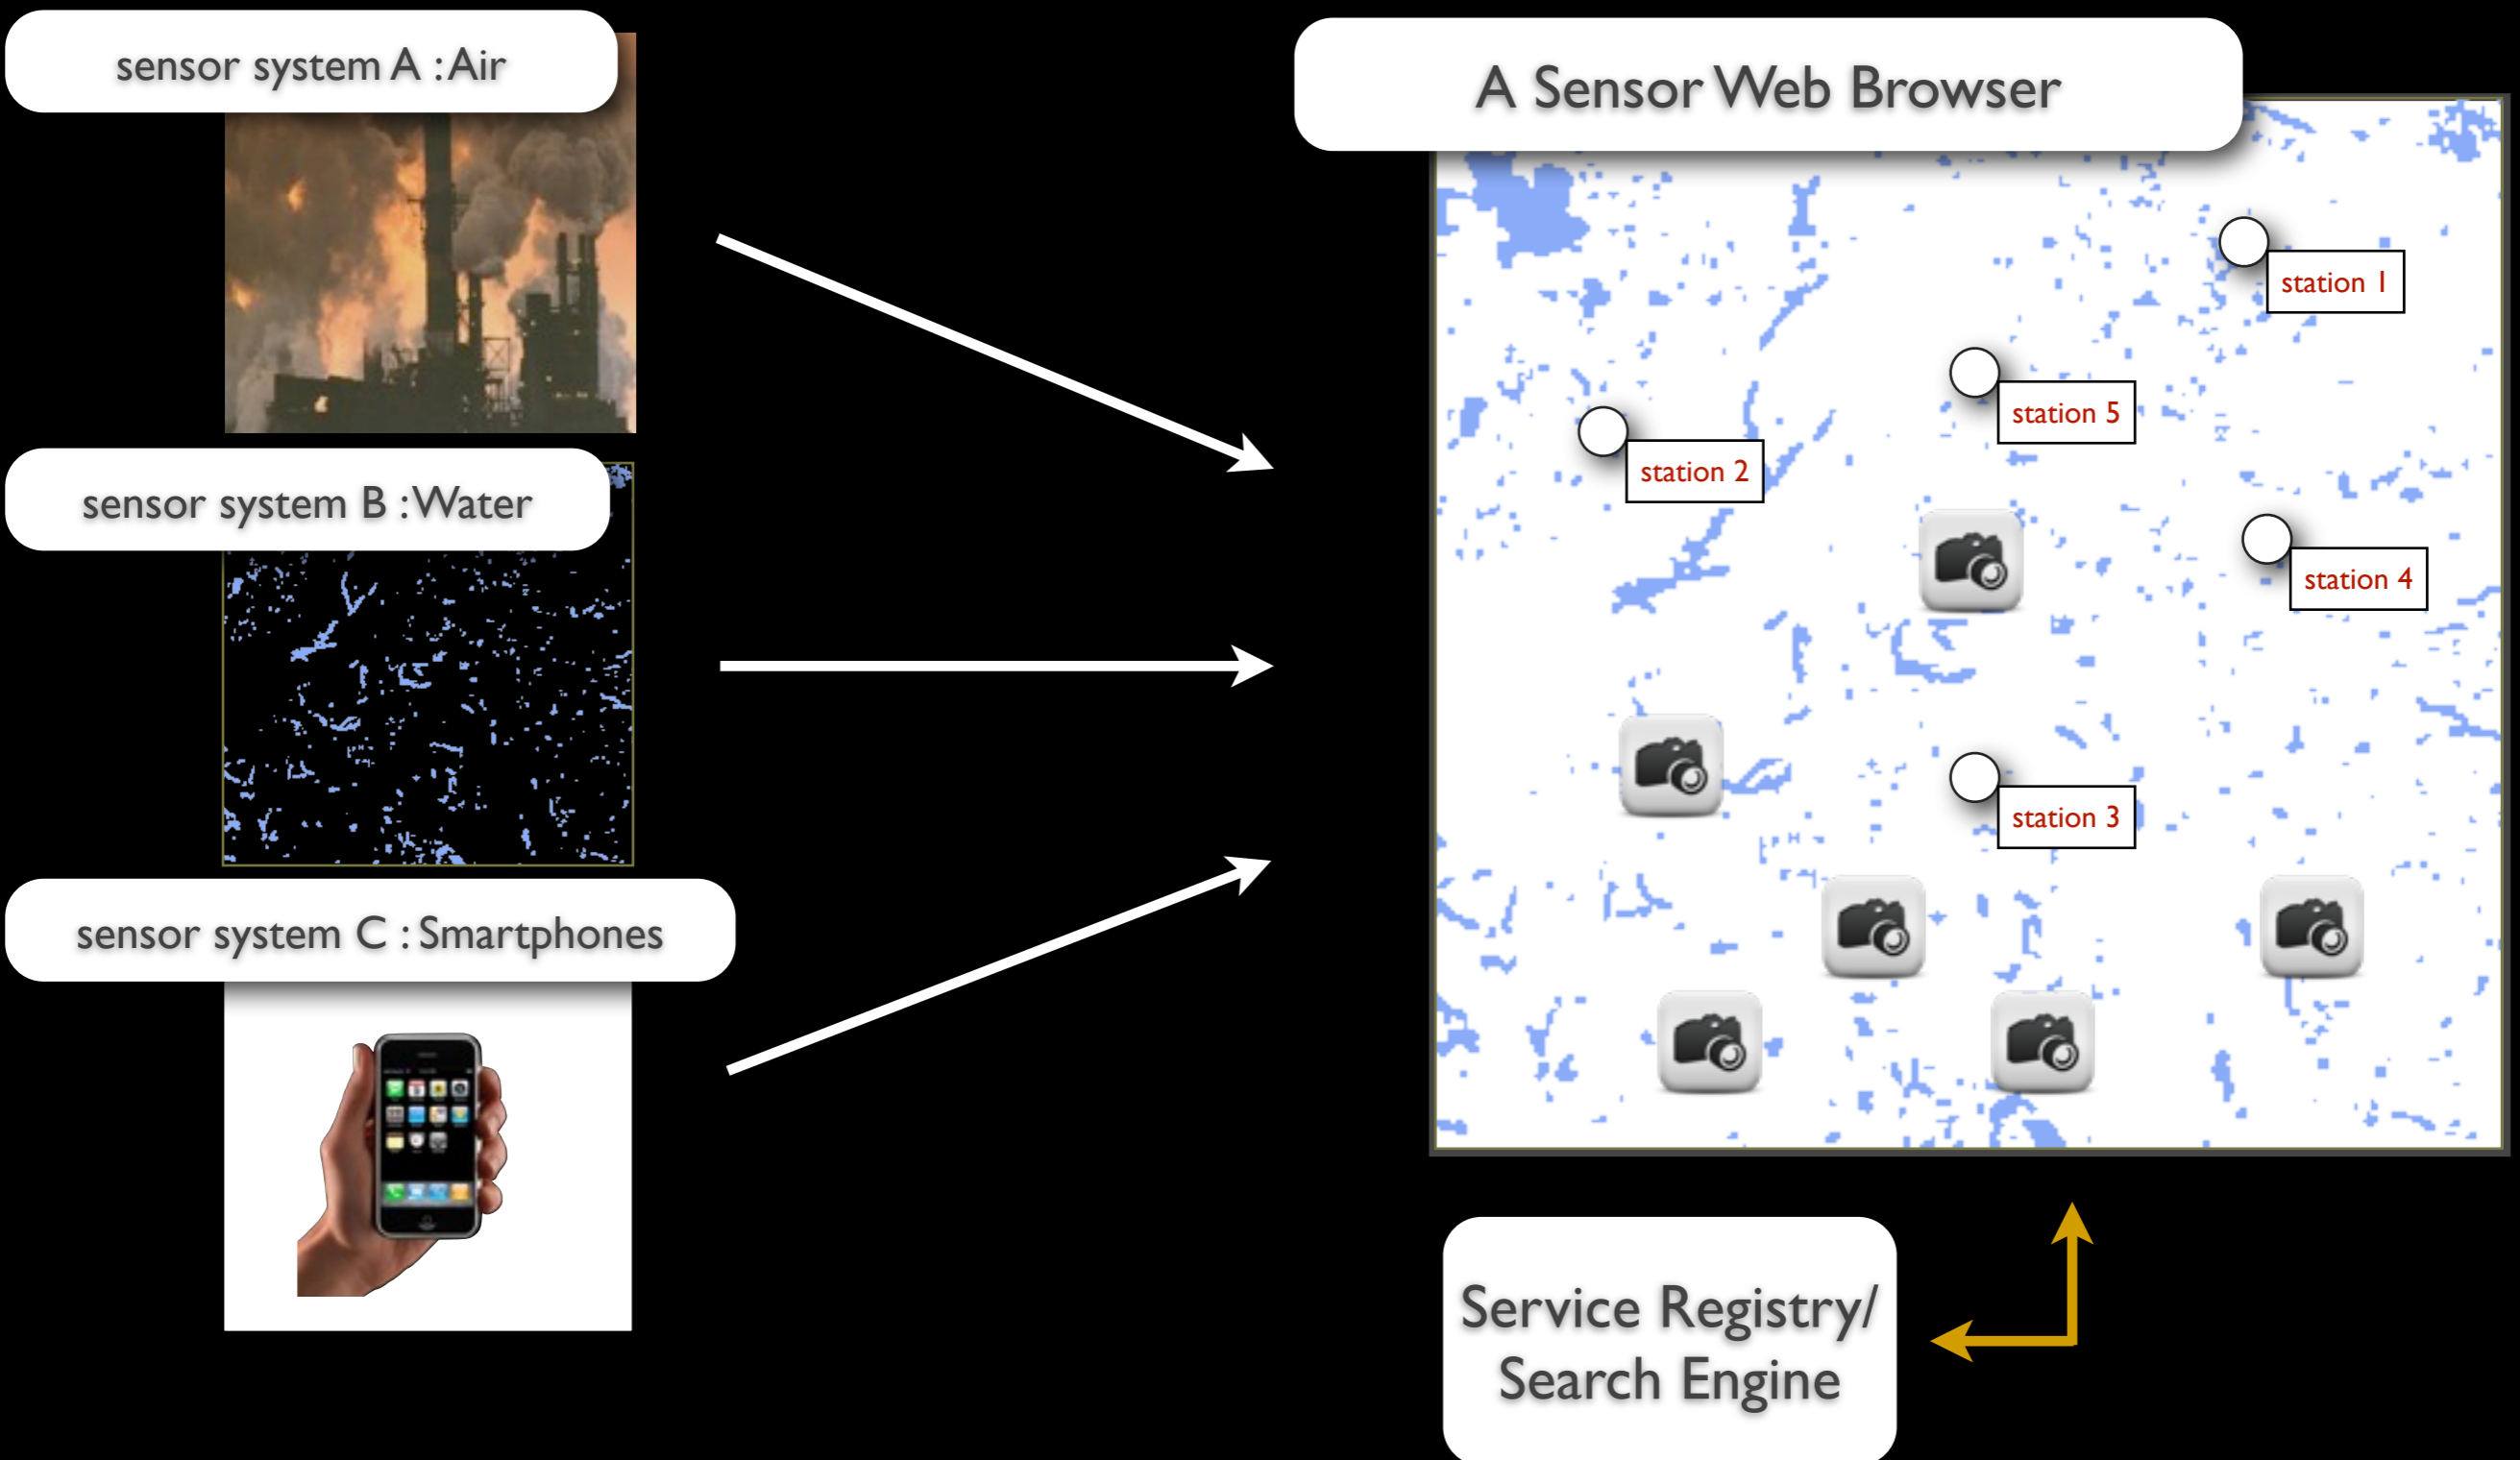 sensor system A : Air
sensor system B : Water
sensor system C : Smartphones
A Sensor Web Browser
station 1
station 5
station 2
station 4
station 3
Service Registry/
Search Engine